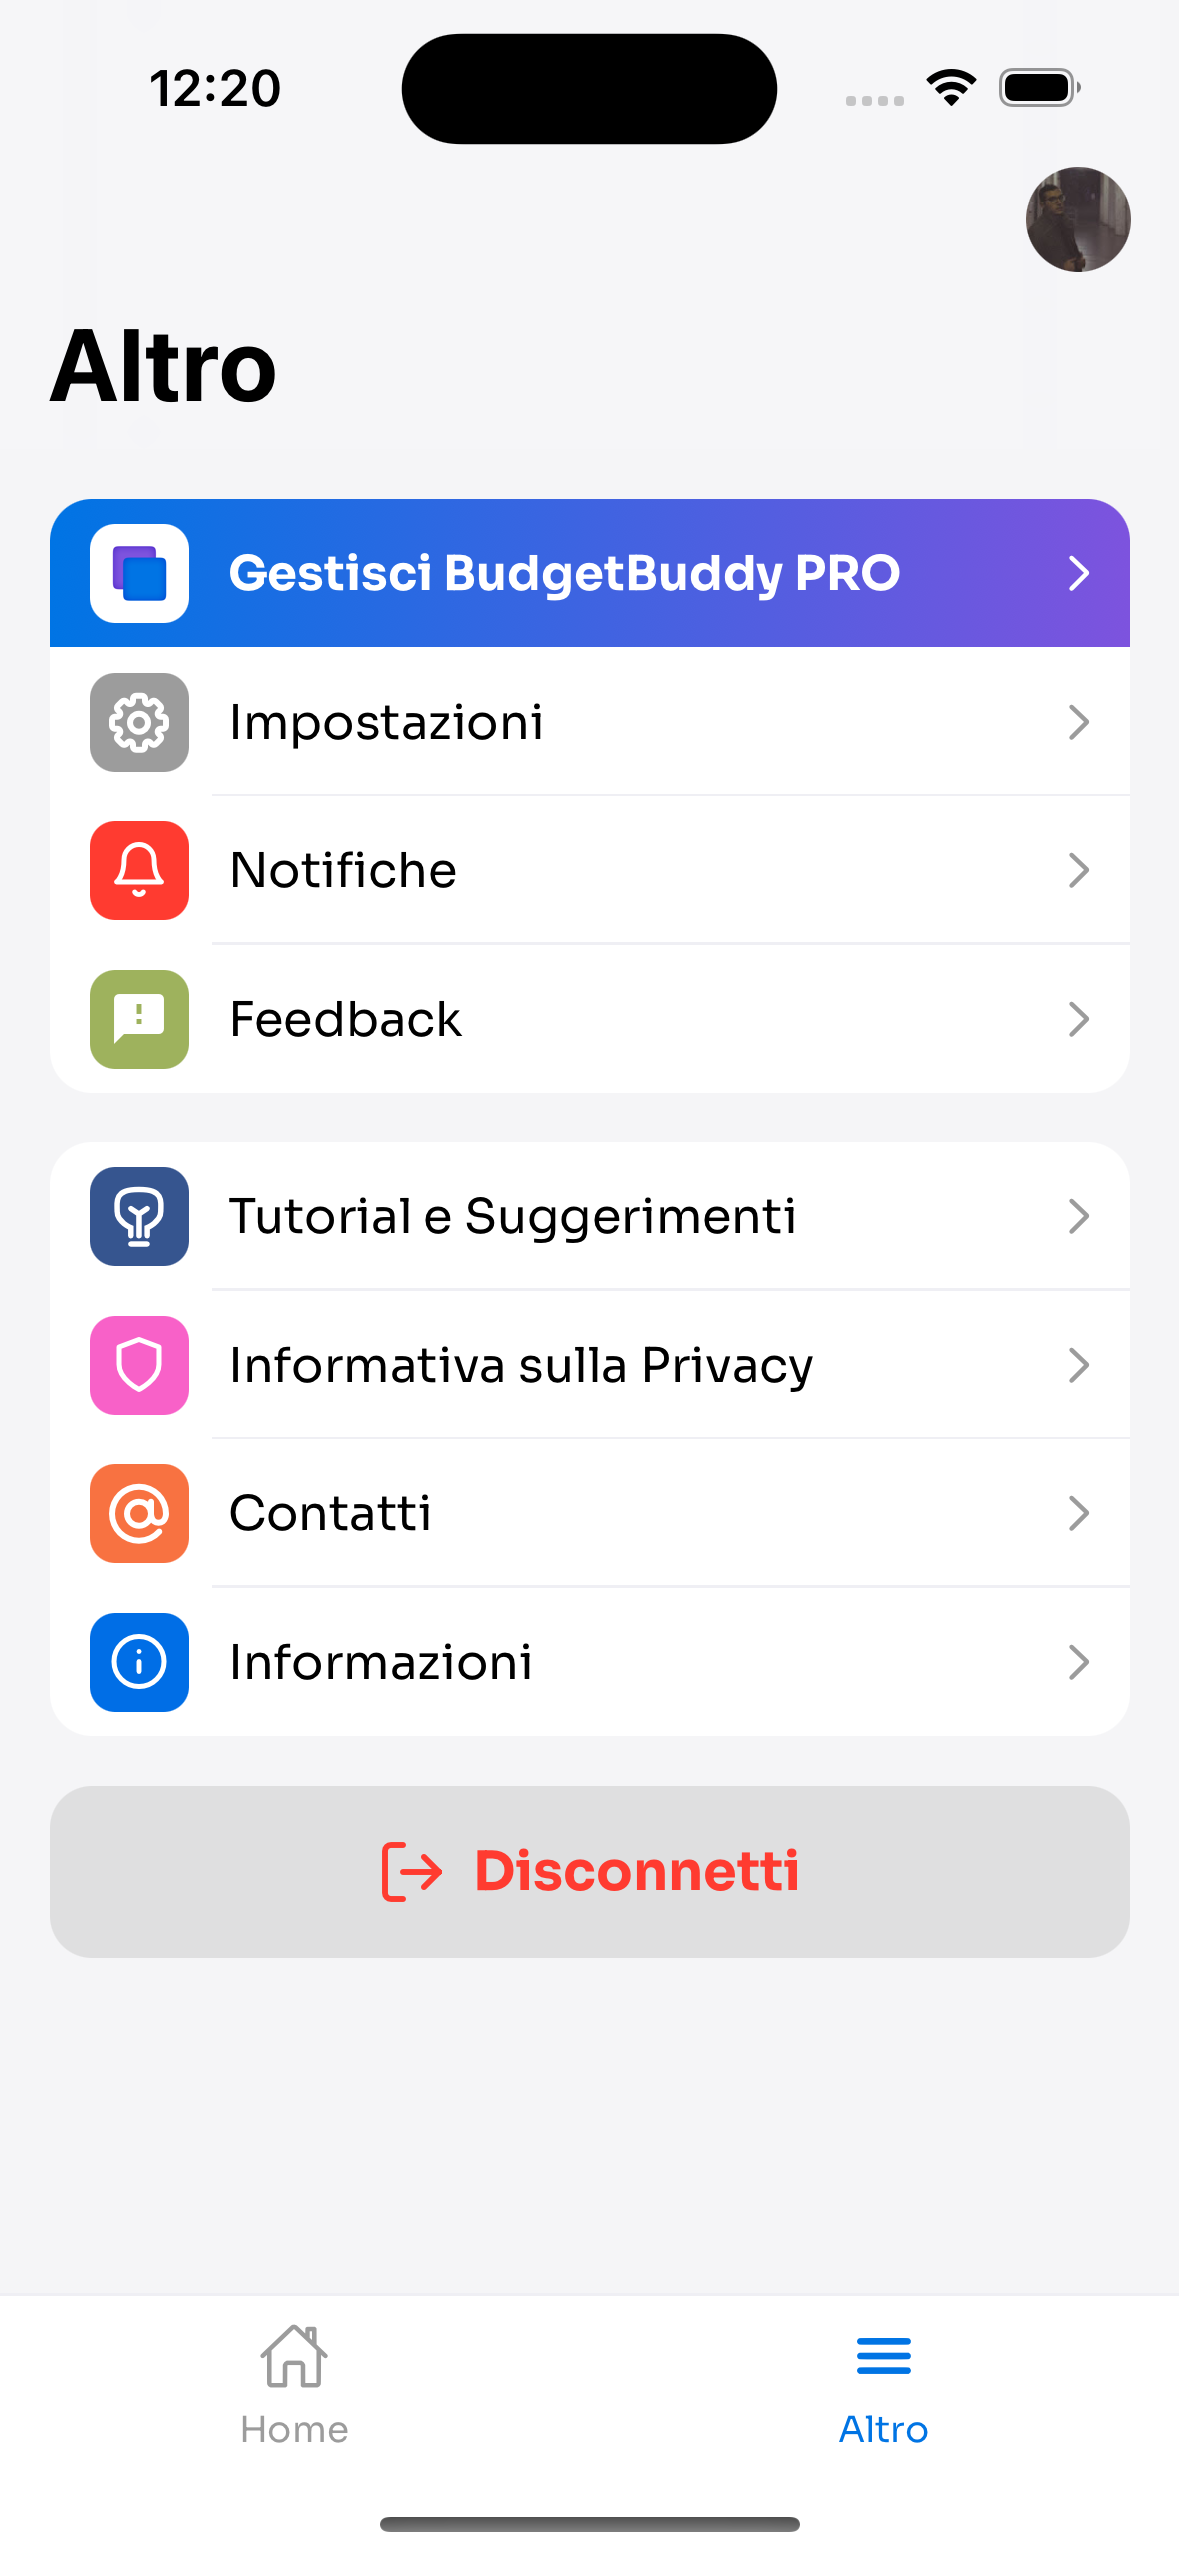 12:20
Altro
Gestisci BudgetBuddy PRO
Impostazioni
Notifiche
Feedback
Tutorial e Suggerimenti
Informativa sulla Privacy
Contatti
Informazioni
Disconnetti
Home
Altro